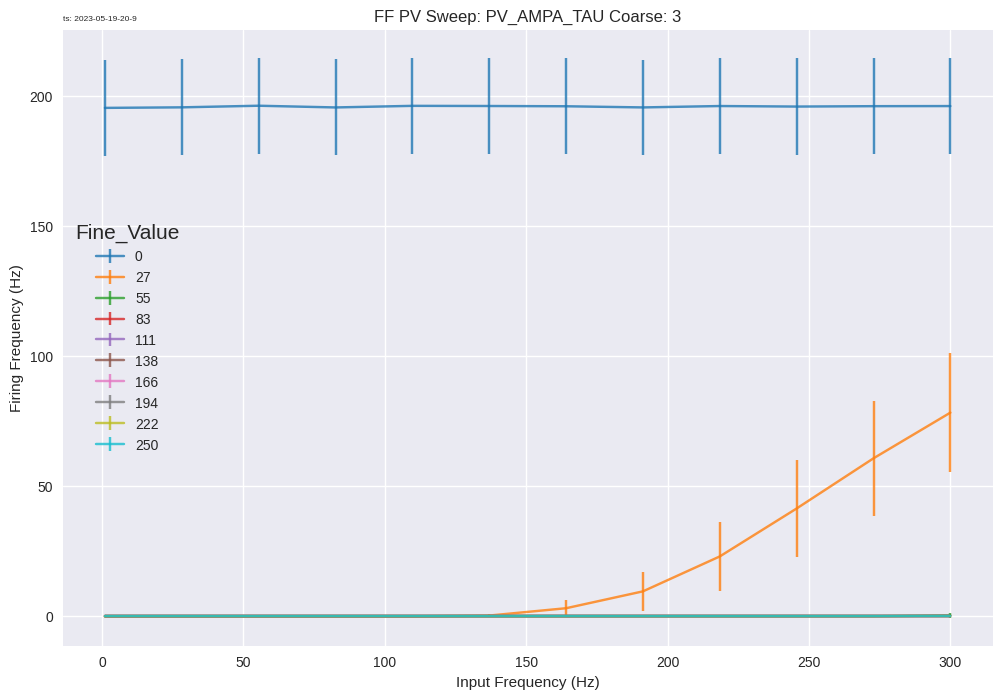 ts: 2023-05-19-20-9
FF PV Sweep: PV_AMPA_TAU Coarse: 3
Firing Frequency (Hz)
200
150
100
50
0
Fine_Value
0
27
55
83
111
138
166
194
222
250
0 50 100 150 200 250 300
Input Frequency (Hz)